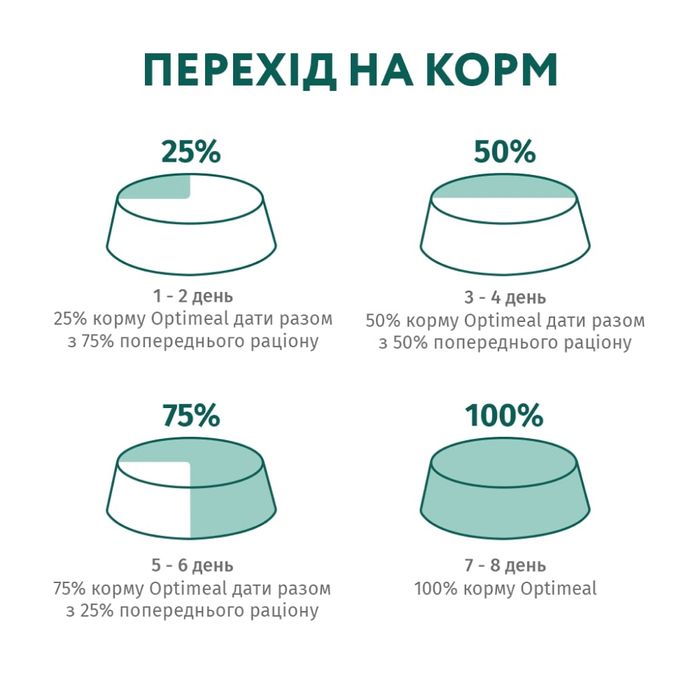 ПЕРЕХІД НА КОРМ
25%
1 - 2 день
25% корму Optimeal дати разом
з 75% попереднього раціону
50%
3 - 4 день
50% корму Optimeal дати разом
з 50% попереднього раціону
75%
5 - 6 день
75% корму Optimeal дати разом
з 25% попереднього раціону
100%
7 - 8 день
100% корму Optimeal